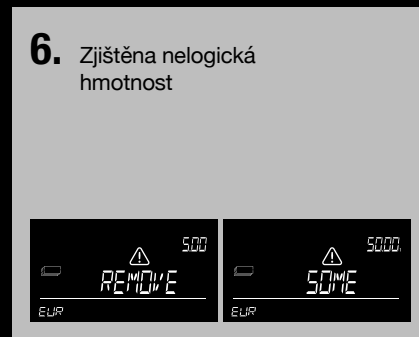 6. Zjištěna nelogická
hmotnost
5.00
REMOVE
EUR
50.00.
SOME
EUR